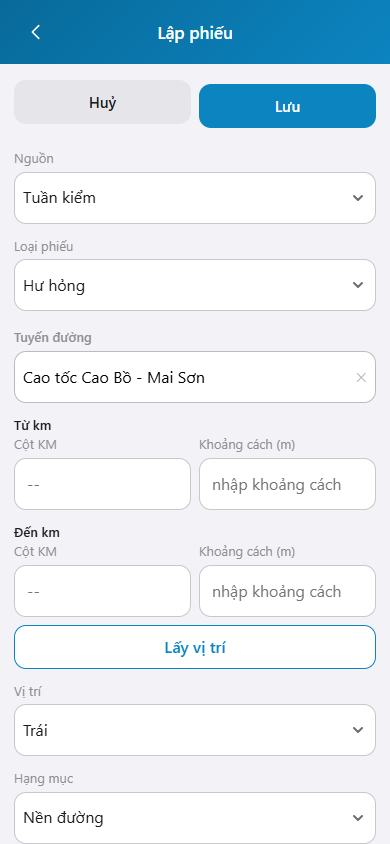 Lập phiếu
Huỷ
Lưu
Nguồn
Tuần kiểm
Loại phiếu
Hư hỏng
Tuyến đường
Cao tốc Cao Bồ - Mai Sơn
Từ km
Cột KM
Khoảng cách (m)
--
nhập khoảng cách
Đến km
Cột KM
Khoảng cách (m)
--
nhập khoảng cách
Lấy vị trí
Vị trí
Trái
Hạng mục
Nền đường